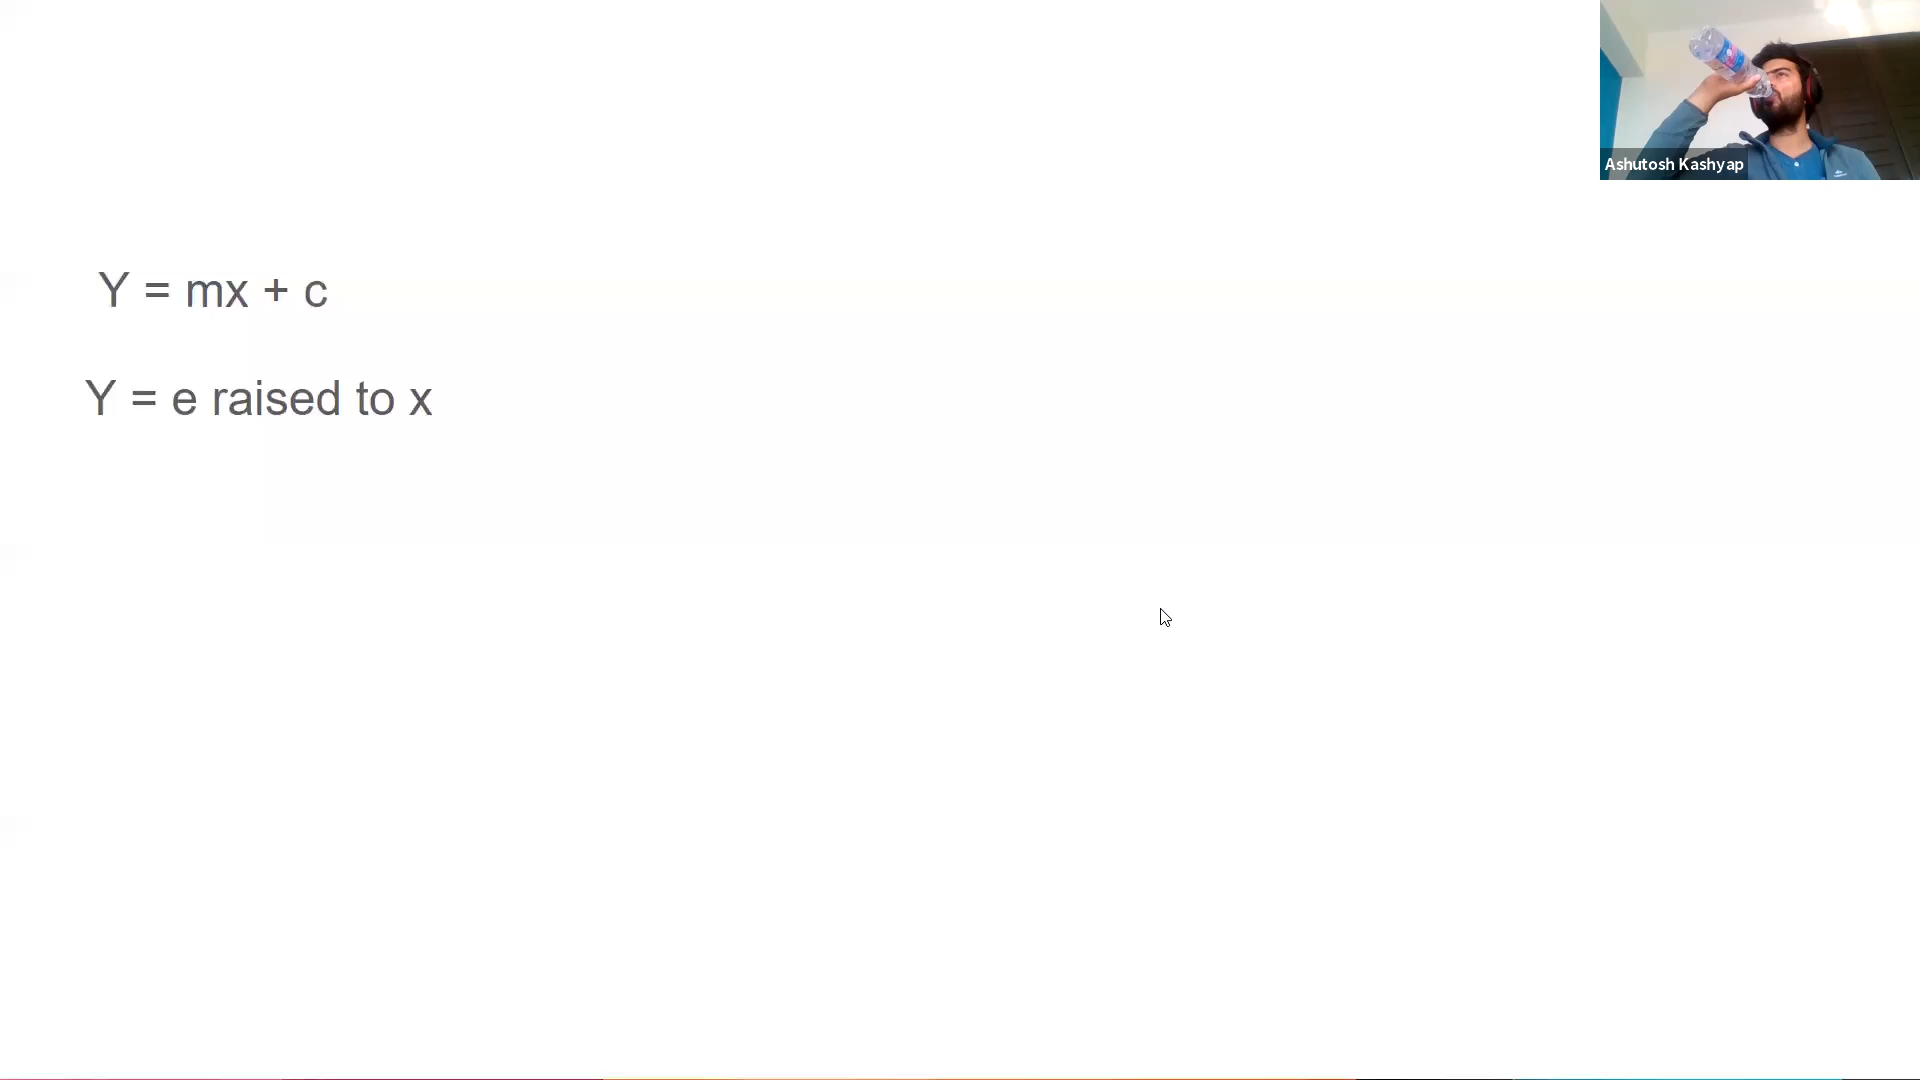 Ashutosh Kashyap
Y = mx + c
Y = e raised to x